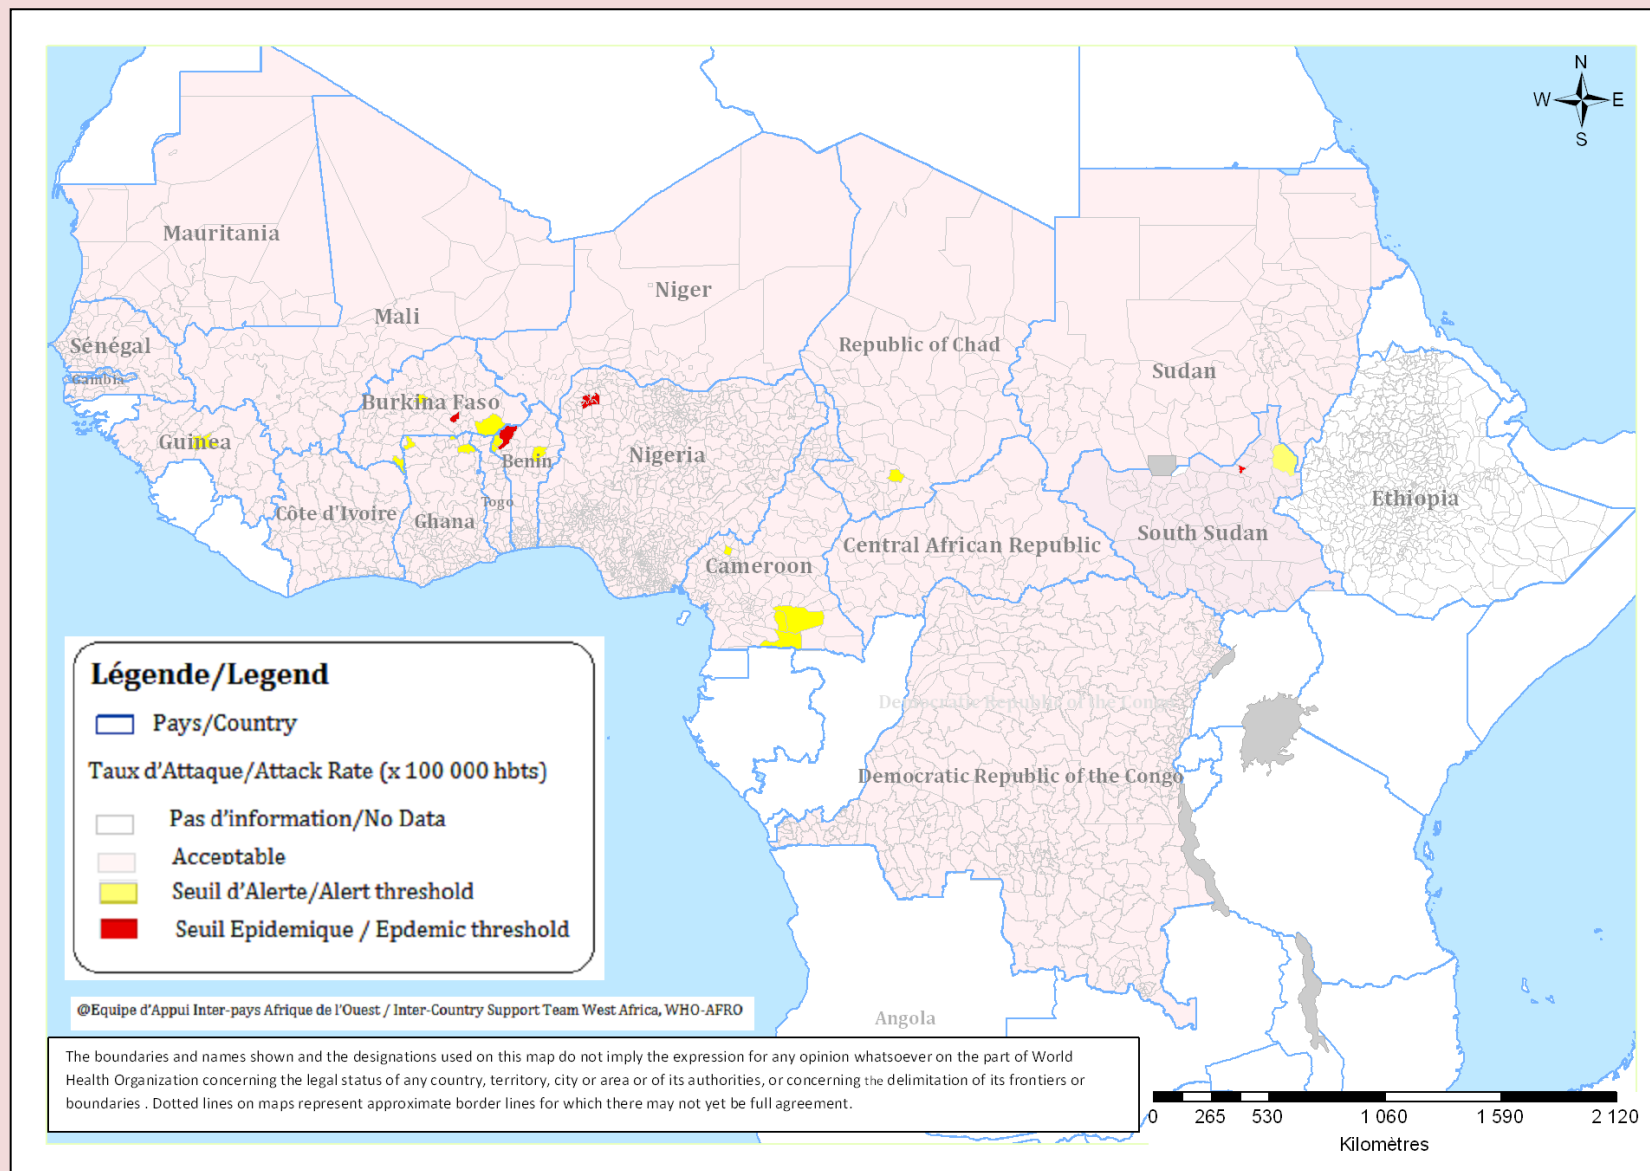 N
W E
S
Mauritania
Niger
Mali
Sénégal
Republic of Chad
Gambia
Sudan
Burkina Faso
Guinea
Nigeria
Benin
Togo
Ethiopia
Côte d'Ivoire
Ghana
South Sudan
Central African Republic
Cameroon
Democratic Republic of the Congo
Democratic Republic of the Congo
Angola
Légende/Legend
Pays/Country
Taux d'Attaque/Attack Rate (x 100 000 hbts)
Pas d'information/No Data
Acceptable
Seuil d'Alerte/Alert threshold
Seuil Epidemique / Epdemic threshold
@Equipe d'Appui Inter-pays Afrique de l'Ouest / Inter-Country Support Team West Africa, WHO-AFRO
The boundaries and names shown and the designations used on this map do not imply the expression for any opinion whatsoever on the part of World
Health Organization concerning the legal status of any country, territory, city or area or of its authorities, or concerning the delimitation of its frontiers or
boundaries . Dotted lines on maps represent approximate border lines for which there may not yet be full agreement.
0 265 530 1 060 1 590 2 120
Kilomètres